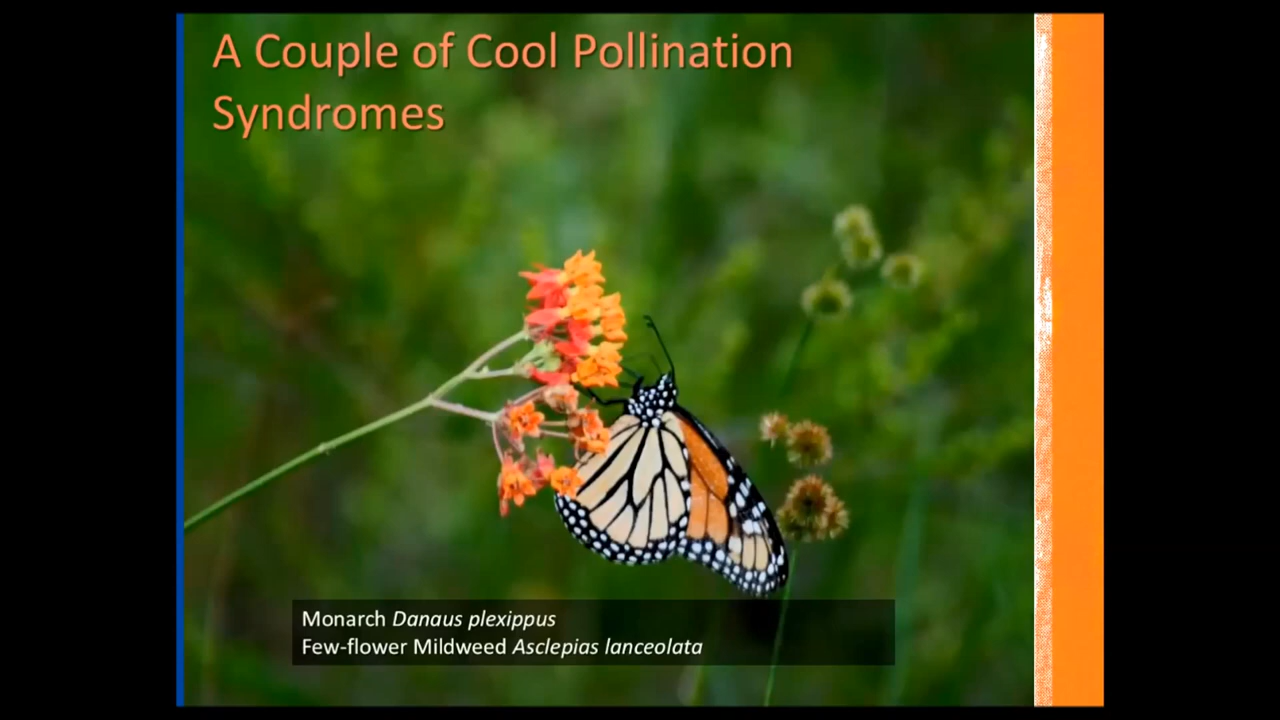 A Couple of Cool Pollination
Syndromes
Monarch Danaus plexippus
Few-flower Mildweed Asclepias lanceolata